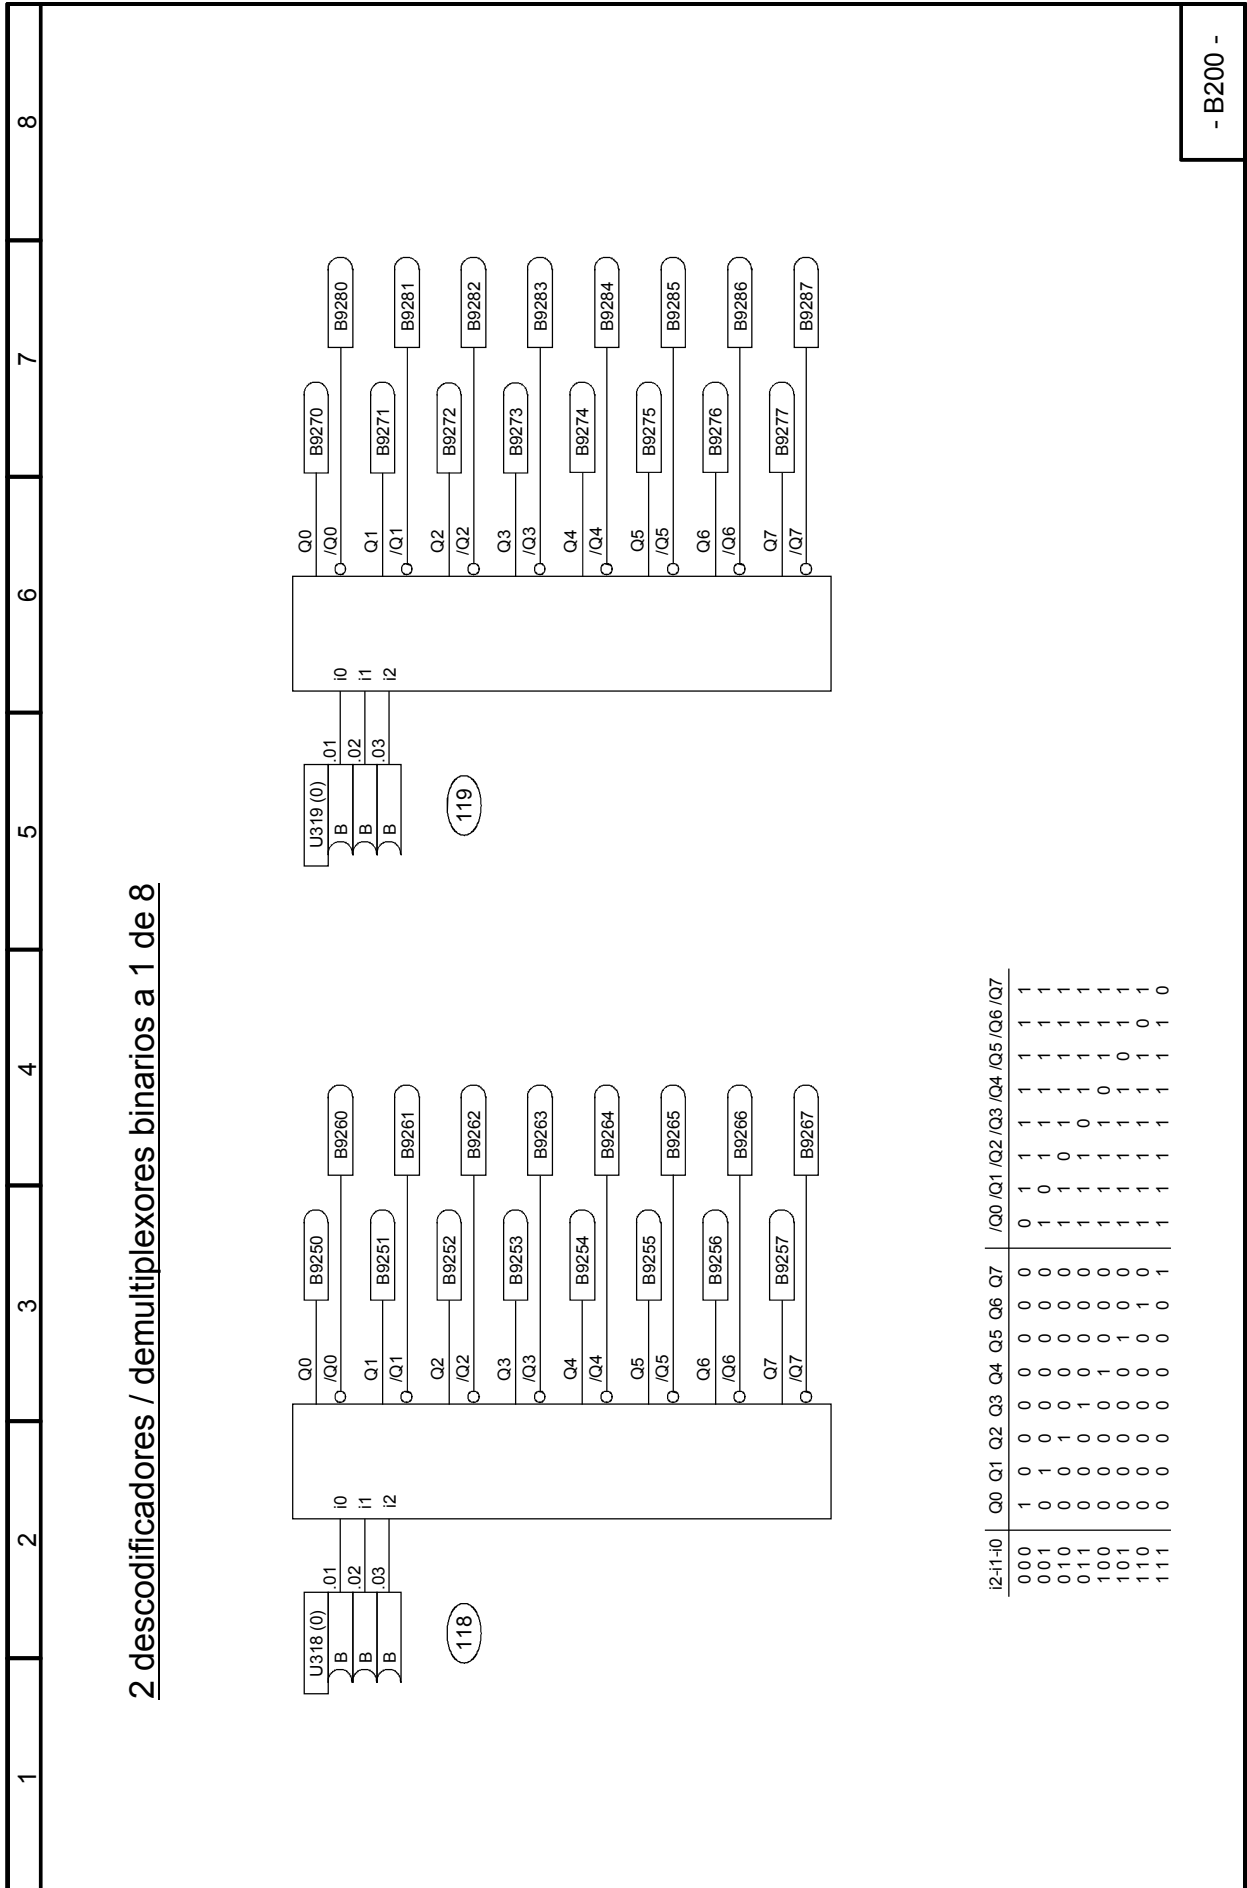 1 2 3 4 5 6 7 8
2 descodificadores / demultiplexores binarios a 1 de 8
U318 (0)
B .01 i0
B .02 i1
B .03 i2
118
Q0 B9250
/Q0 B9260
Q1 B9251
/Q1 B9261
Q2 B9252
/Q2 B9262
Q3 B9253
/Q3 B9263
Q4 B9254
/Q4 B9264
Q5 B9255
/Q5 B9265
Q6 B9256
/Q6 B9266
Q7 B9257
/Q7 B9267
U319 (0)
B .01 i0
B .02 i1
B .03 i2
119
Q0 B9270
/Q0 B9280
Q1 B9271
/Q1 B9281
Q2 B9272
/Q2 B9282
Q3 B9273
/Q3 B9283
Q4 B9274
/Q4 B9284
Q5 B9275
/Q5 B9285
Q6 B9276
/Q6 B9286
Q7 B9277
/Q7 B9287
i2-i1-i0 Q0 Q1 Q2 Q3 Q4 Q5 Q6 Q7 /Q0 /Q1 /Q2 /Q3 /Q4 /Q5 /Q6 /Q7
0 0 0 1 0 0 0 0 0 0 0 0 1 1 1 1 1 1 1
0 0 1 0 1 0 0 0 0 0 0 1 0 1 1 1 1 1 1
0 1 0 0 0 1 0 0 0 0 0 1 1 0 1 1 1 1 1
0 1 1 0 0 0 1 0 0 0 0 1 1 1 0 1 1 1 1
1 0 0 0 0 0 0 1 0 0 0 1 1 1 1 0 1 1 1
1 0 1 0 0 0 0 0 1 0 0 1 1 1 1 1 0 1 1
1 1 0 0 0 0 0 0 0 1 0 1 1 1 1 1 1 0 1
1 1 1 0 0 0 0 0 0 0 1 1 1 1 1 1 1 1 0
- B200 -